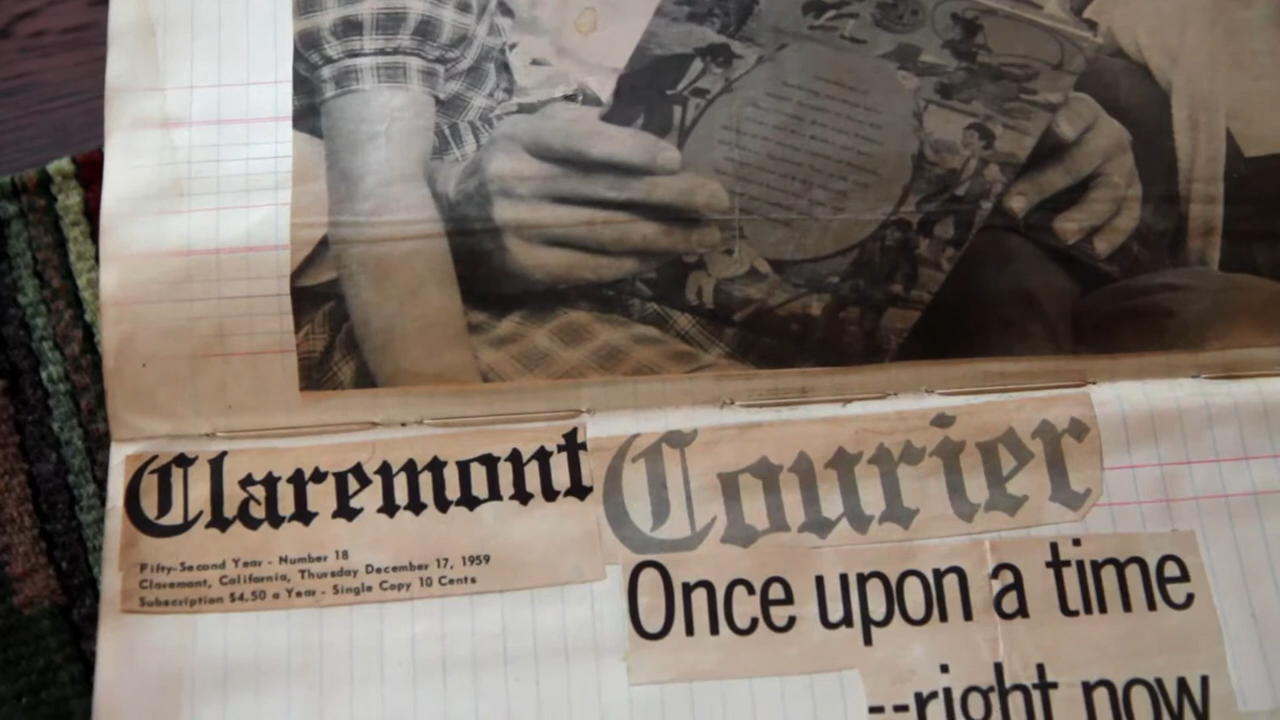 Claremont Courier
Fifty-Second Year - Number 18
Claremont, California, Thursday December 17, 1959
Subscription $4.50 a Year - Single Copy 10 Cents
Once upon a time
--right now